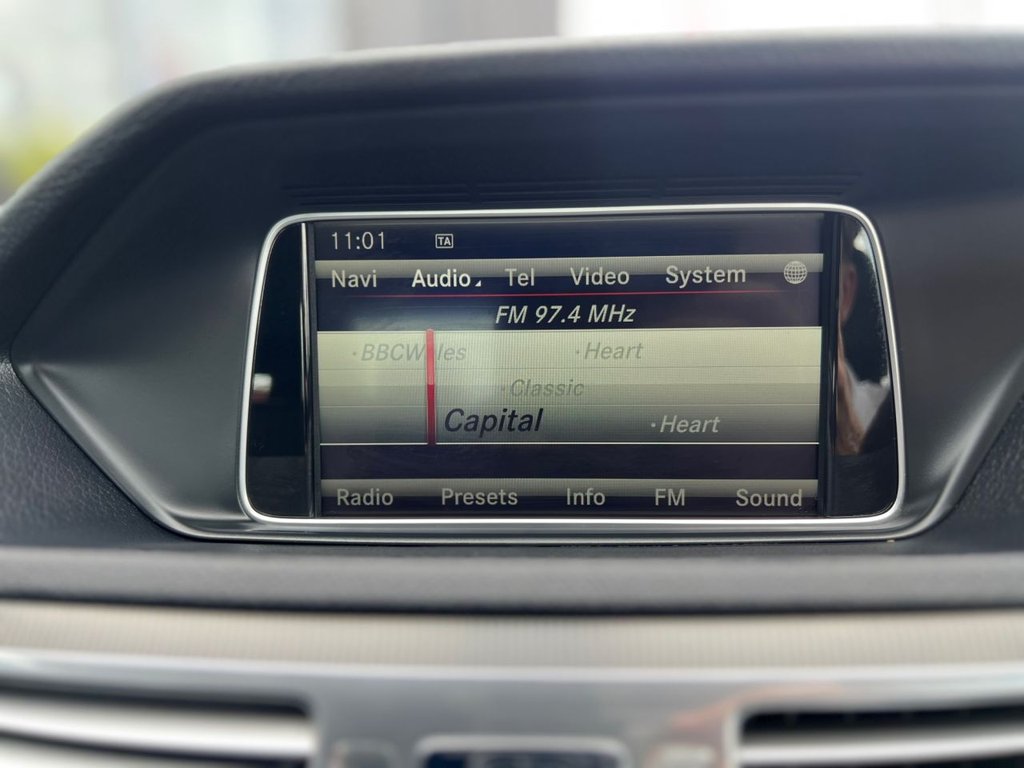 11:01 TA
Navi Audio Tel Video System
FM 97.4 MHz
·BBCWales ·Heart
·Classic
Capital ·Heart
Radio Presets Info FM Sound